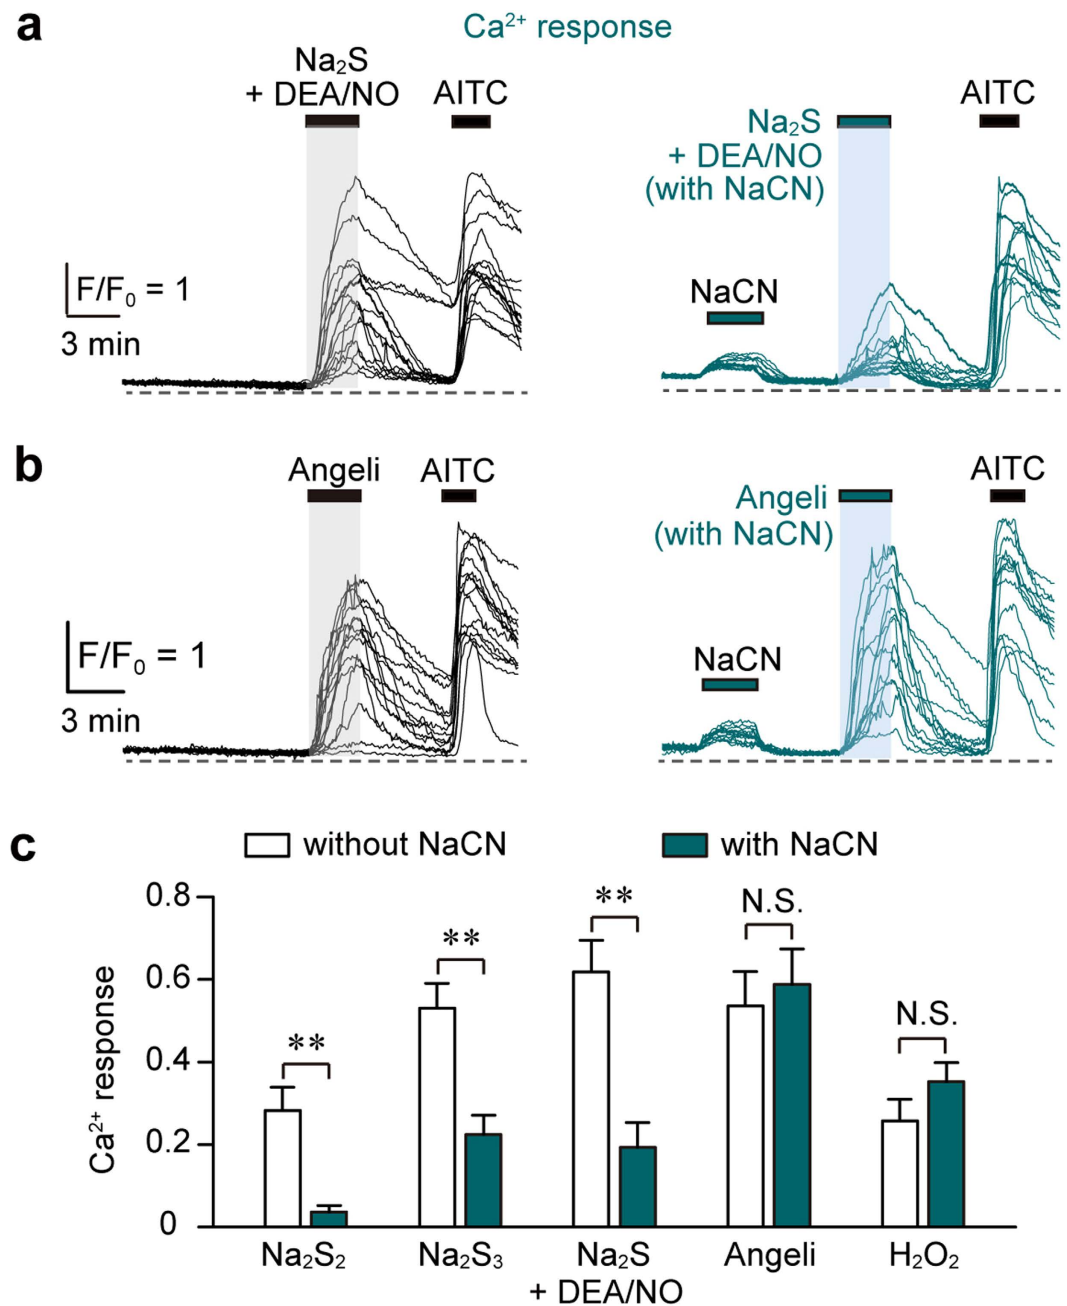 a
Ca²⁺ response
Na₂S
+ DEA/NO
AITC
F/F₀ = 1
3 min
Na₂S
+ DEA/NO
(with NaCN)
AITC
NaCN
b
Angeli
AITC
F/F₀ = 1
3 min
Angeli
(with NaCN)
AITC
NaCN
c
without NaCN
with NaCN
Ca²⁺ response
0.8
0.6
0.4
0.2
0
**
**
**
N.S.
N.S.
Na₂S₂
Na₂S₃
Na₂S
+ DEA/NO
Angeli
H₂O₂